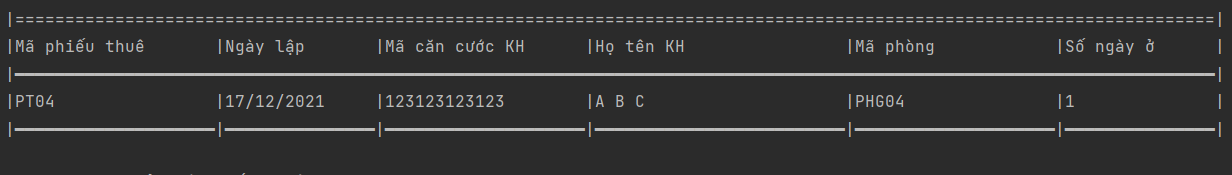 |Mã phiếu thuê |Ngày lập |Mã căn cước KH |Họ tên KH |Mã phòng |Số ngày ở |
|PT04 |17/12/2021 |123123123123 |A B C |PHG04 |1 |